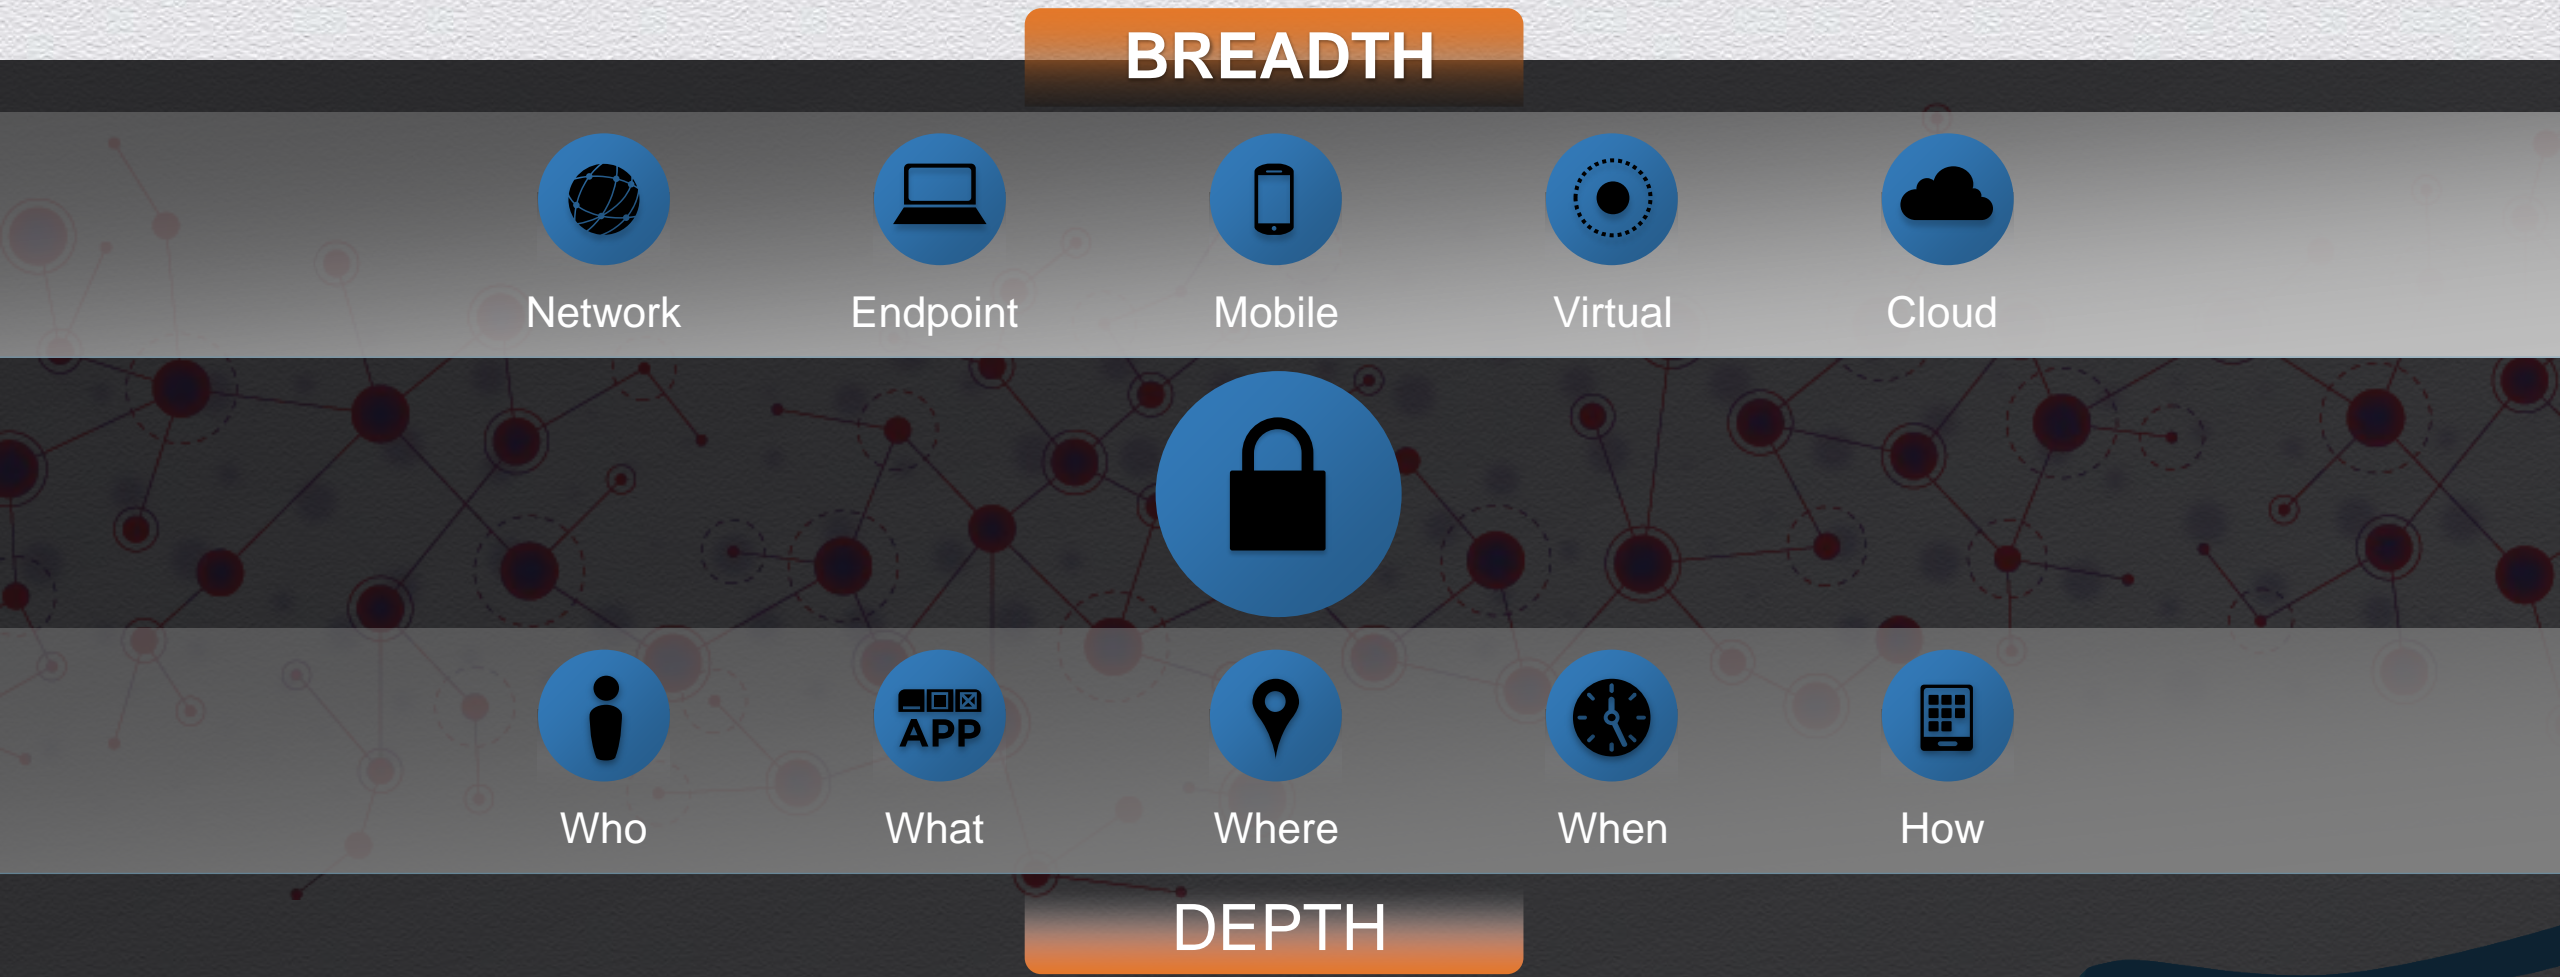 BREADTH
Network Endpoint Mobile Virtual Cloud
APP
Who What Where When How
DEPTH